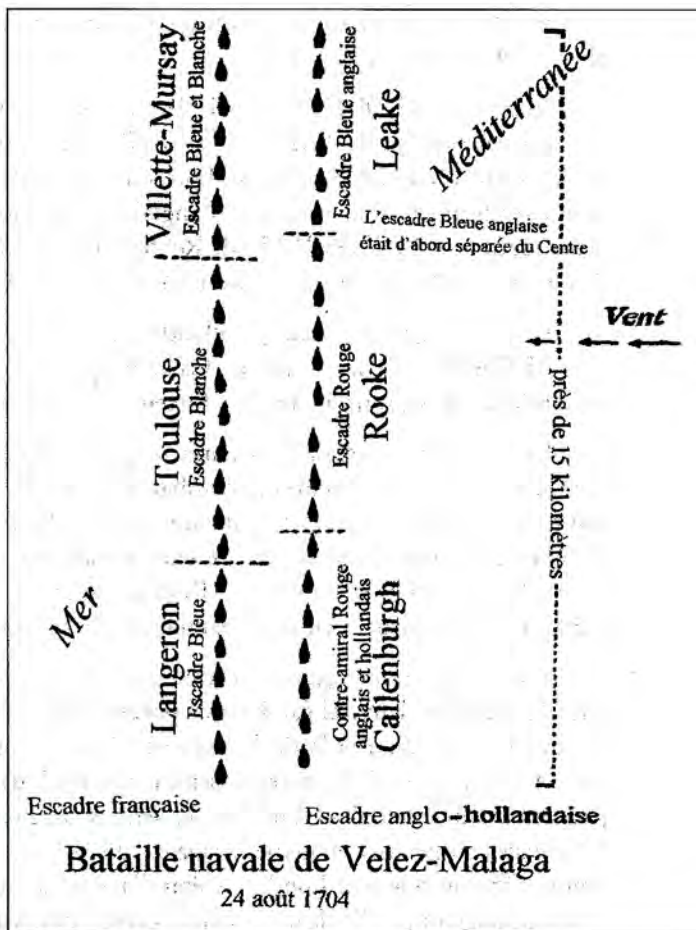 Villette-Mursay
Escadre Bleue et Blanche
Escadre Bleue anglaise
Leake
Méditerranée
L'escadre Bleue anglaise
était d'abord séparée du Centre
Vent
Toulouse
Escadre Blanche
Escadre Rouge
Rooke
près de 15 kilomètres
Mer
Langeron
Escadre Bleue
Contre-amiral Rouge
anglais et hollandais
Callenburgh
Escadre française
Escadre anglo-hollandaise
Bataille navale de Velez-Malaga
24 août 1704